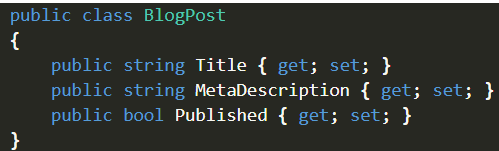 public class BlogPost
{
    public string Title { get; set; }
    public string MetaDescription { get; set; }
    public bool Published { get; set; }
}